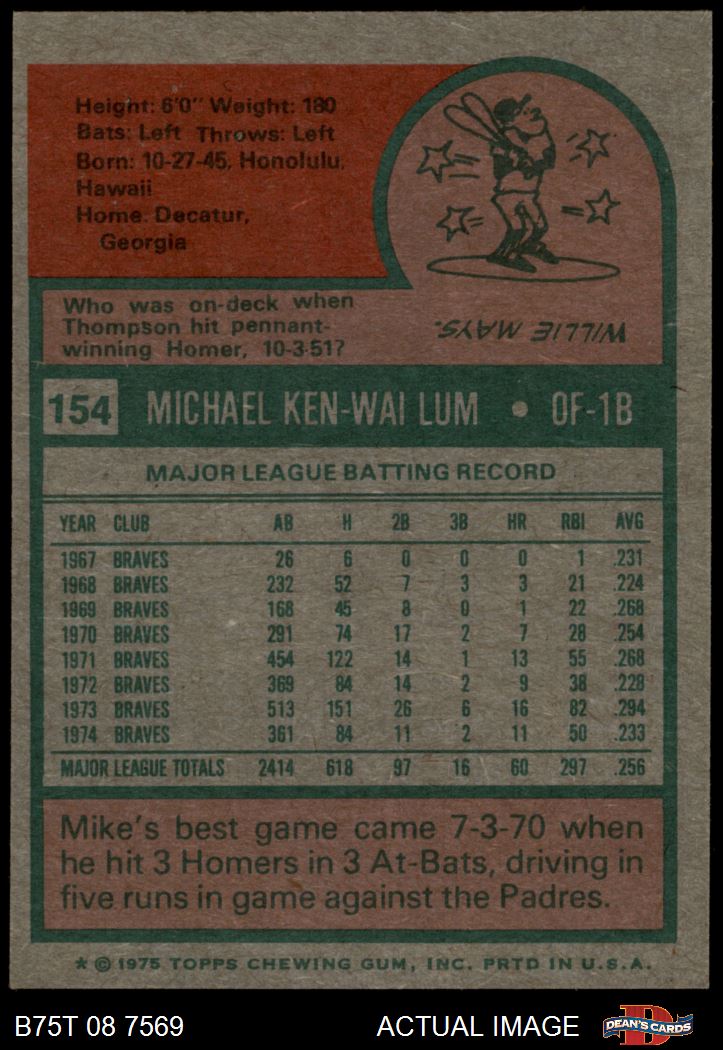 Height: 6'0" Weight: 180
Bats: Left Throws: Left
Born: 10-27-45, Honolulu,
Hawaii
Home: Decatur,
Georgia
Who was on-deck when
Thompson hit pennant-
winning Homer, 10-3-51?
WILLIE MAYS.
154 MICHAEL KEN-WAI LUM • OF-1B
MAJOR LEAGUE BATTING RECORD
YEAR CLUB AB H 2B 3B HR RBI AVG
1967 BRAVES 26 6 0 0 0 1 .231
1968 BRAVES 232 52 7 3 3 21 .224
1969 BRAVES 168 45 8 0 1 22 .268
1970 BRAVES 291 74 17 2 7 28 .254
1971 BRAVES 454 122 14 1 13 55 .268
1972 BRAVES 369 84 14 2 9 38 .228
1973 BRAVES 513 151 26 6 16 82 .294
1974 BRAVES 361 84 11 2 11 50 .233
MAJOR LEAGUE TOTALS 2414 618 97 16 60 297 .256
Mike's best game came 7-3-70 when
he hit 3 Homers in 3 At-Bats, driving in
five runs in game against the Padres.
* © 1975 TOPPS CHEWING GUM, INC. PRTD IN U.S.A.
B75T 08 7569 ACTUAL IMAGE DEAN'S CARDS